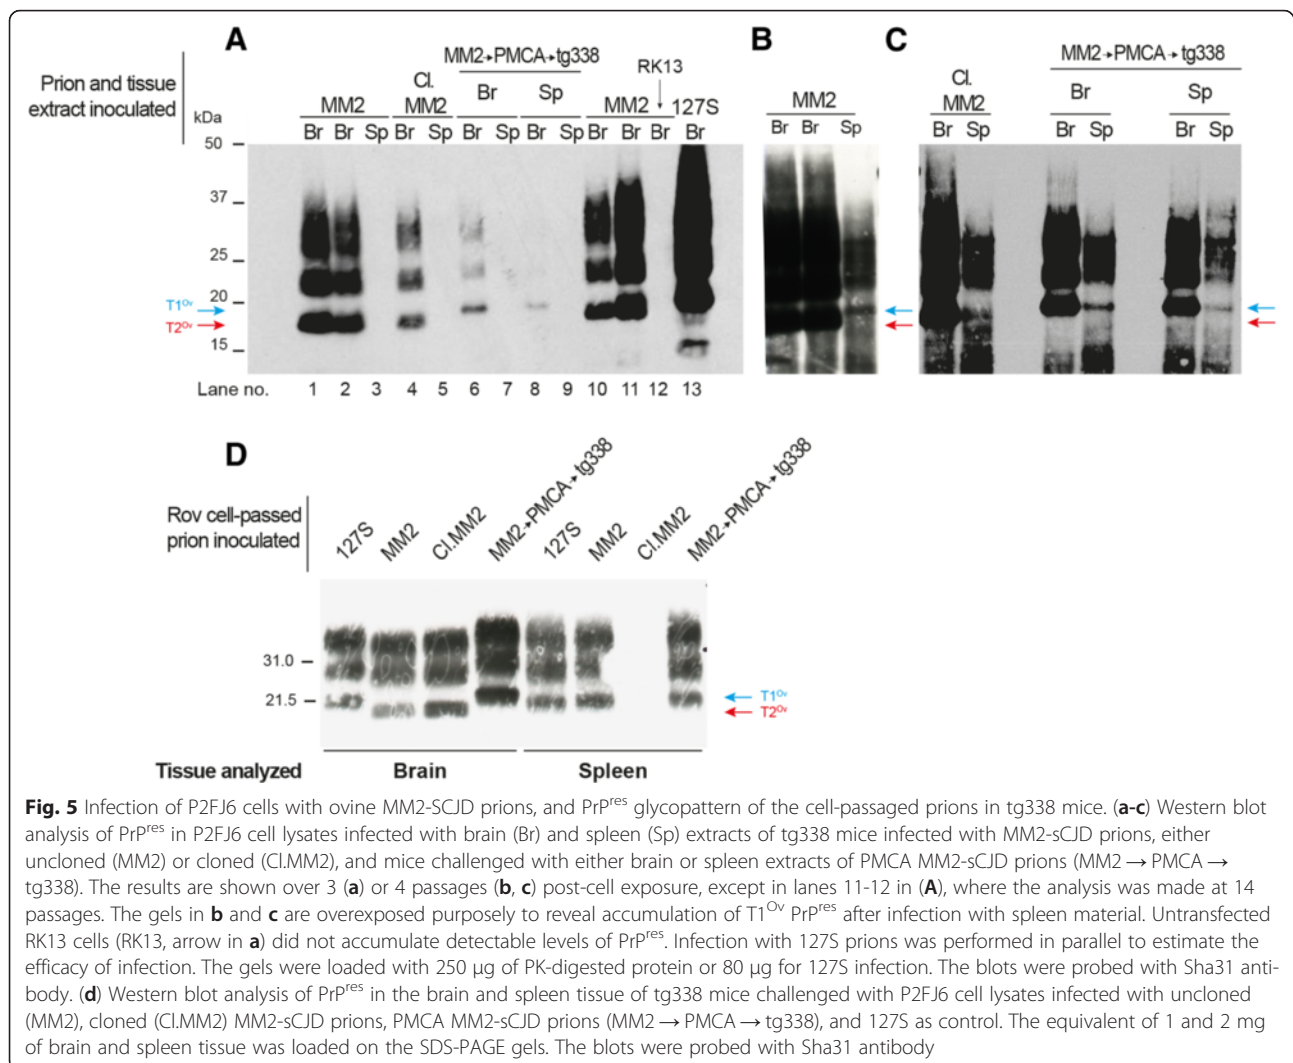 A
B
C
MM2→PMCA→tg338
Cl.
MM2
Br
Sp
RK13
Prion and tissue
extract inoculated
MM2
MM2
127S
kDa
Br Br Sp Br Sp Br Sp Br Sp Br Br Br Br
50
37
25
20
15
T1Ov
T2Ov
Lane no. 1 2 3 4 5 6 7 8 9 10 11 12 13
MM2
Br Br Sp
MM2→PMCA→tg338
Cl.
MM2
Br
Sp
Br Sp Br Sp Br Sp
D
Rov cell-passed
prion inoculated
127S
MM2
Cl.MM2
MM2→PMCA→tg338
127S
MM2
Cl.MM2
MM2→PMCA→tg338
31.0
21.5
T1Ov
T2Ov
Tissue analyzed Brain Spleen
Fig. 5 Infection of P2FJ6 cells with ovine MM2-SCJD prions, and PrPres glycopattern of the cell-passaged prions in tg338 mice. (a-c) Western blot
analysis of PrPres in P2FJ6 cell lysates infected with brain (Br) and spleen (Sp) extracts of tg338 mice infected with MM2-sCJD prions, either
uncloned (MM2) or cloned (Cl.MM2), and mice challenged with either brain or spleen extracts of PMCA MM2-sCJD prions (MM2 → PMCA →
tg338). The results are shown over 3 (a) or 4 passages (b, c) post-cell exposure, except in lanes 11-12 in (A), where the analysis was made at 14
passages. The gels in b and c are overexposed purposely to reveal accumulation of T1Ov PrPres after infection with spleen material. Untransfected
RK13 cells (RK13, arrow in a) did not accumulate detectable levels of PrPres. Infection with 127S prions was performed in parallel to estimate the
efficacy of infection. The gels were loaded with 250 μg of PK-digested protein or 80 μg for 127S infection. The blots were probed with Sha31 anti-
body. (d) Western blot analysis of PrPres in the brain and spleen tissue of tg338 mice challenged with P2FJ6 cell lysates infected with uncloned
(MM2), cloned (Cl.MM2) MM2-sCJD prions, PMCA MM2-sCJD prions (MM2 → PMCA → tg338), and 127S as control. The equivalent of 1 and 2 mg
of brain and spleen tissue was loaded on the SDS-PAGE gels. The blots were probed with Sha31 antibody